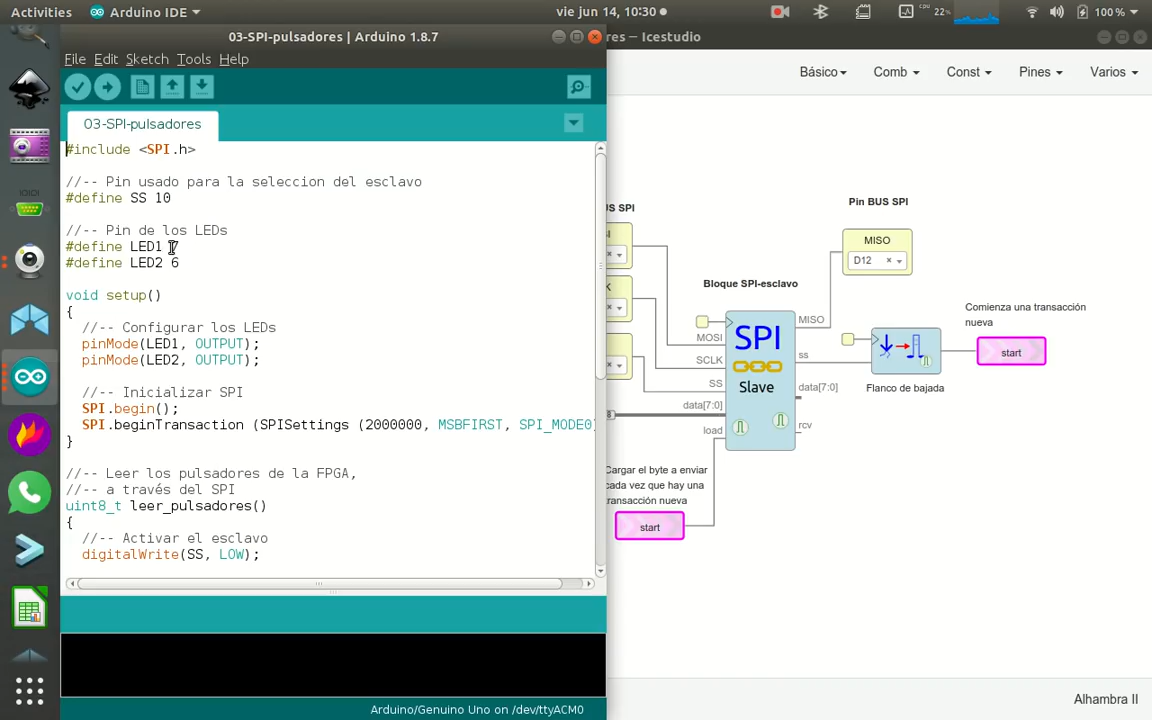 Activities
Arduino IDE
vie jun 14, 10:30
cpu
22%
100 %
03-SPI-pulsadores | Arduino 1.8.7
res — Icestudio
File Edit Sketch Tools Help
Básico Comb Const Pines Varios
03-SPI-pulsadores
#include <SPI.h>
//-- Pin usado para la seleccion del esclavo
#define SS 10
//-- Pin de los LEDs
#define LED1 7
#define LED2 6
void setup()
{
//-- Configurar los LEDs
pinMode(LED1, OUTPUT);
pinMode(LED2, OUTPUT);
//-- Inicializar SPI
SPI.begin();
SPI.beginTransaction (SPISettings (2000000, MSBFIRST, SPI_MODE0)
}
//-- Leer los pulsadores de la FPGA,
//-- a través del SPI
uint8_t leer_pulsadores()
{
//-- Activar el esclavo
digitalWrite(SS, LOW);
Arduino/Genuino Uno on /dev/ttyACM0
US SPI
SI
K
Pin BUS SPI
MISO
D12
Bloque SPI-esclavo
MOSI
SCLK
SS
data[7:0]
load
SPI
Slave
MISO
ss
data[7:0]
rcv
Flanco de bajada
Comienza una transacción
nueva
start
Cargar el byte a enviar
cada vez que hay una
transacción nueva
start
Alhambra II